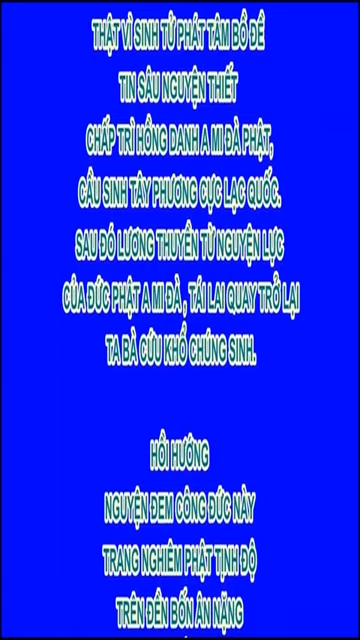 THẬT VÌ SINH TỬ PHÁT TÂM BỒ ĐỀ
TIN SÂU NGUYỆN THIẾT
CHẤP TRÌ HỒNG DANH A MI ĐÀ PHẬT,
CẦU SINH TÂY PHƯƠNG CỰC LẠC QUỐC.
SAU ĐÓ LƯƠNG THUYỀN TỪ NGUYỆN LỰC
CỦA ĐỨC PHẬT A MI ĐÀ , TÁI LAI QUAY TRỞ LẠI
TA BÀ CỨU KHỔ CHÚNG SINH.
HỒI HƯỚNG
NGUYỆN ĐEM CÔNG ĐỨC NÀY
TRANG NGHIÊM PHẬT TỊNH ĐỘ
TRÊN ĐỀN BỐN ÂN NẶNG